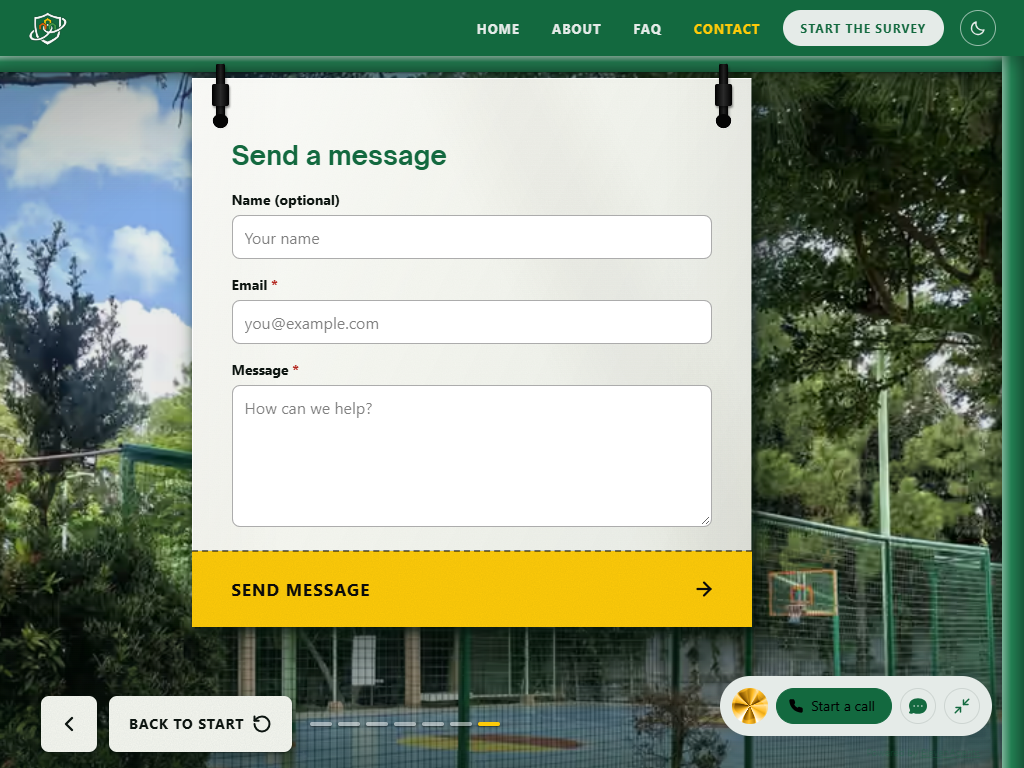 HOME ABOUT FAQ CONTACT START THE SURVEY
Send a message
Name (optional)
Your name
Email *
you@example.com
Message *
How can we help?
SEND MESSAGE
BACK TO START
Start a call